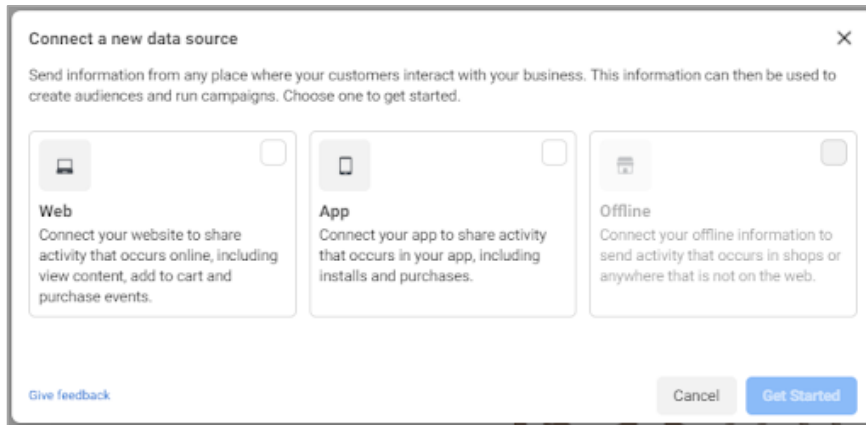 Connect a new data source
Send information from any place where your customers interact with your business. This information can then be used to
create audiences and run campaigns. Choose one to get started.
Web
Connect your website to share
activity that occurs online, including
view content, add to cart and
purchase events.
App
Connect your app to share activity
that occurs in your app, including
installs and purchases.
Offline
Connect your offline information to
send activity that occurs in shops or
anywhere that is not on the web.
Give feedback
Cancel
Get Started